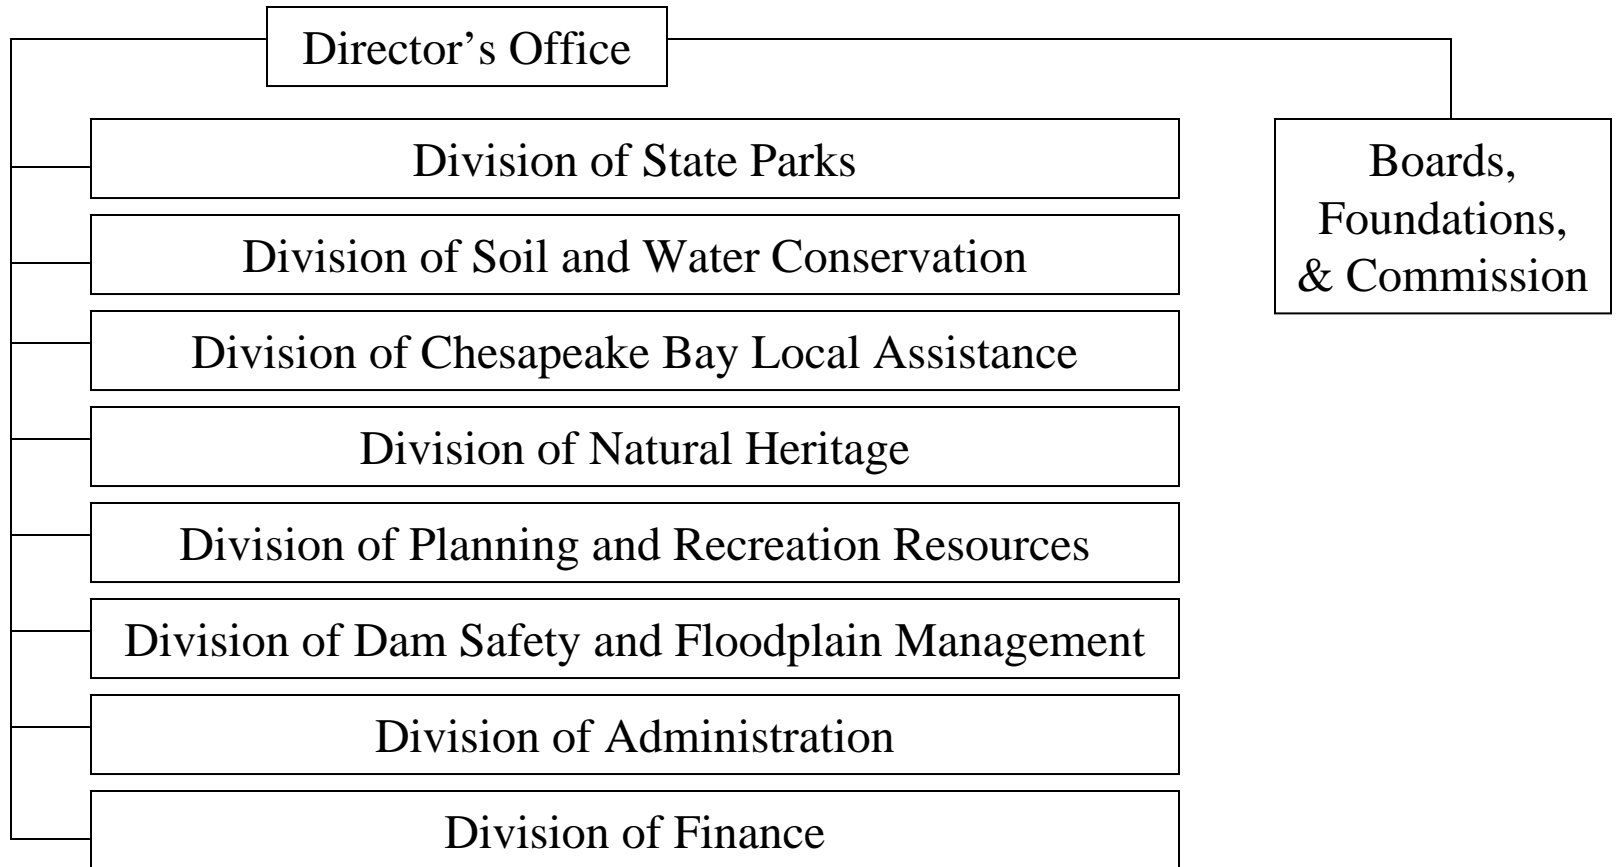 Director’s Office
Division of State Parks
Boards,
Foundations,
& Commission
Division of Soil and Water Conservation
Division of Chesapeake Bay Local Assistance
Division of Natural Heritage
Division of Planning and Recreation Resources
Division of Dam Safety and Floodplain Management
Division of Administration
Division of Finance